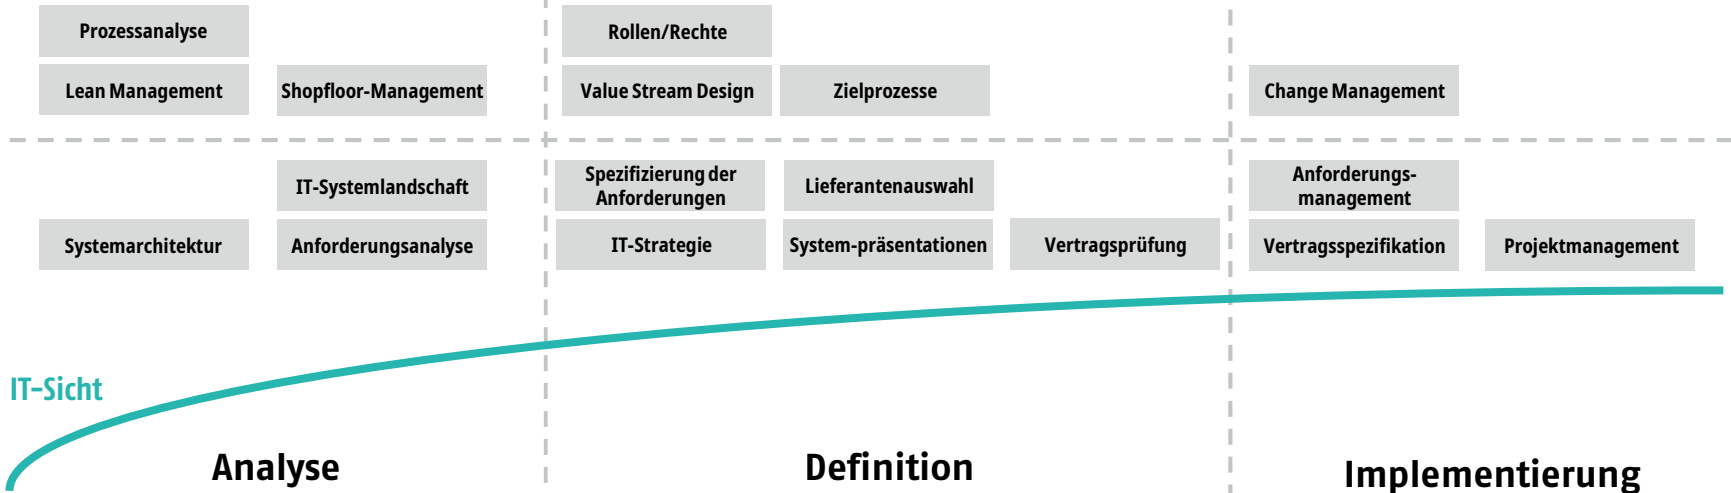 Prozessanalyse
Rollen/Rechte
Lean Management
Shopfloor-Management
Value Stream Design
Zielprozesse
Change Management
IT-Systemlandschaft
Spezifizierung der
Anforderungen
Lieferantenauswahl
Anforderungs-
management
Systemarchitektur
Anforderungsanalyse
IT-Strategie
System-präsentationen
Vertragsprüfung
Vertragsspezifikation
Projektmanagement
IT-Sicht
Analyse
Definition
Implementierung